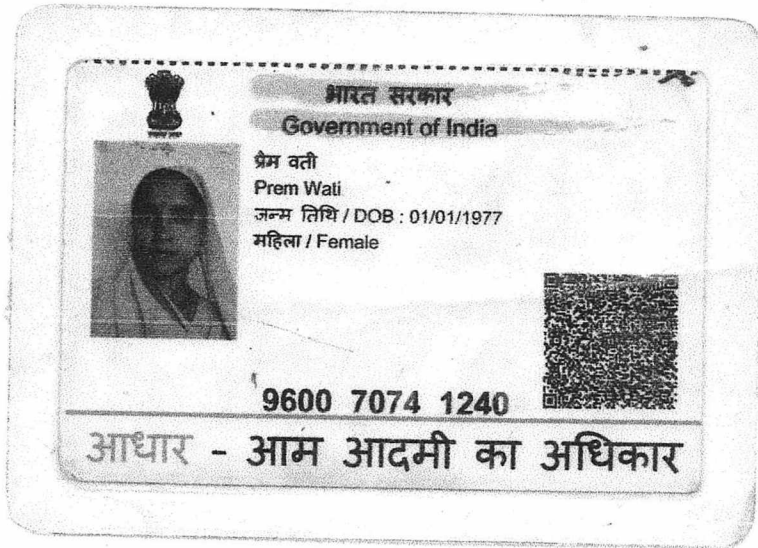 भारत सरकार
Government of India
प्रेम वती
Prem Wati
जन्म तिथि / DOB : 01/01/1977
महिला / Female
9600 7074 1240
आधार - आम आदमी का अधिकार